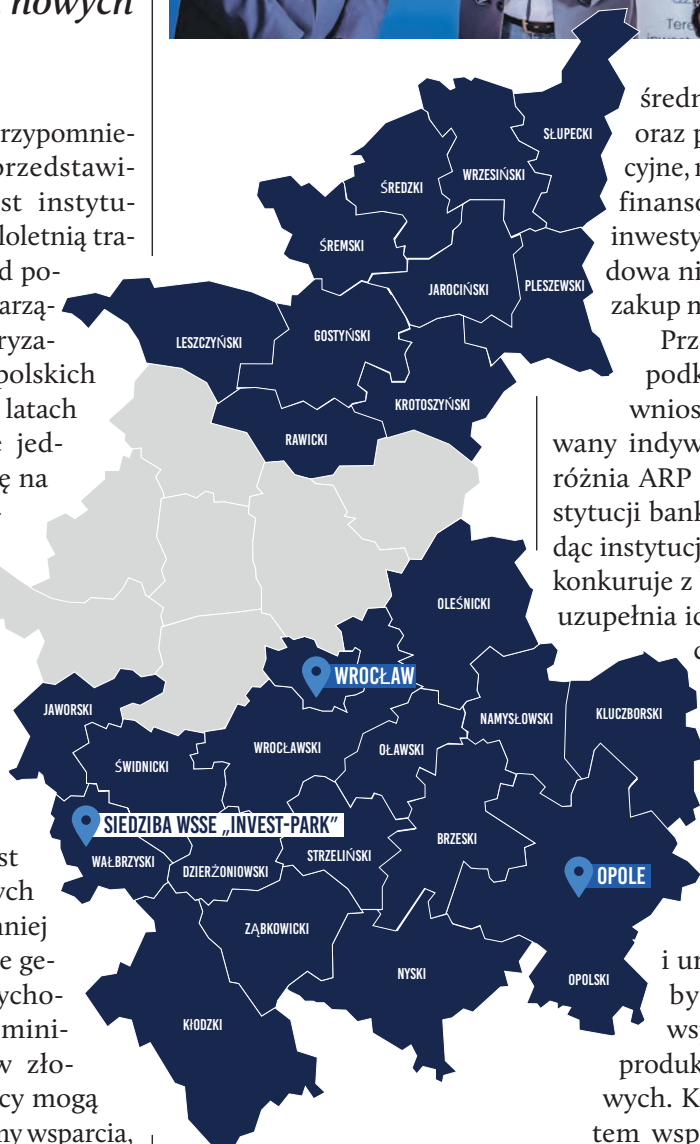 nowych
Tere
rzypomnie-
przedstawi-
st instytu-
loletnią tra-
d po-
arzą-
ryza-
polskich
latach
e jed-
ę na
-
st
ych
niej
e ge-
ycho-
mini-
w zło-
cy mogą
ny wsparcia,
SŁUPECKI
WRZESIŃSKI
ŚREDZKI
ŚREMSKI
JAROCIŃSKI
PLESZEWSKI
LESZCZYŃSKI
GOSTYŃSKI
KROTOSZYŃSKI
RAWICKI
OLEŚNICKI
WROCŁAW
JAWORSKI
NAMYSŁOWSKI
KLUCZBORSKI
ŚWIDNICKI
WROCŁAWSKI
OŁAWSKI
SIEDZIBA WSSE „INVEST-PARK”
BRZESKI
WAŁBRZYSKI
DZIERŻONIOWSKI
STRZELIŃSKI
OPOLE
ZĄBKOWICKI
NYSKI
OPOLSKI
KŁODZKI
średn
oraz p
cyjne, n
finanso
inwesty
dowa ni
zakup n
Prz
podk
wnios
wany indyw
różnia ARP
stytucji bank
dąc instytucj
konkuruje z
uzupełnia ic
i ur
by
ws
produk
wych. K
tem wsp